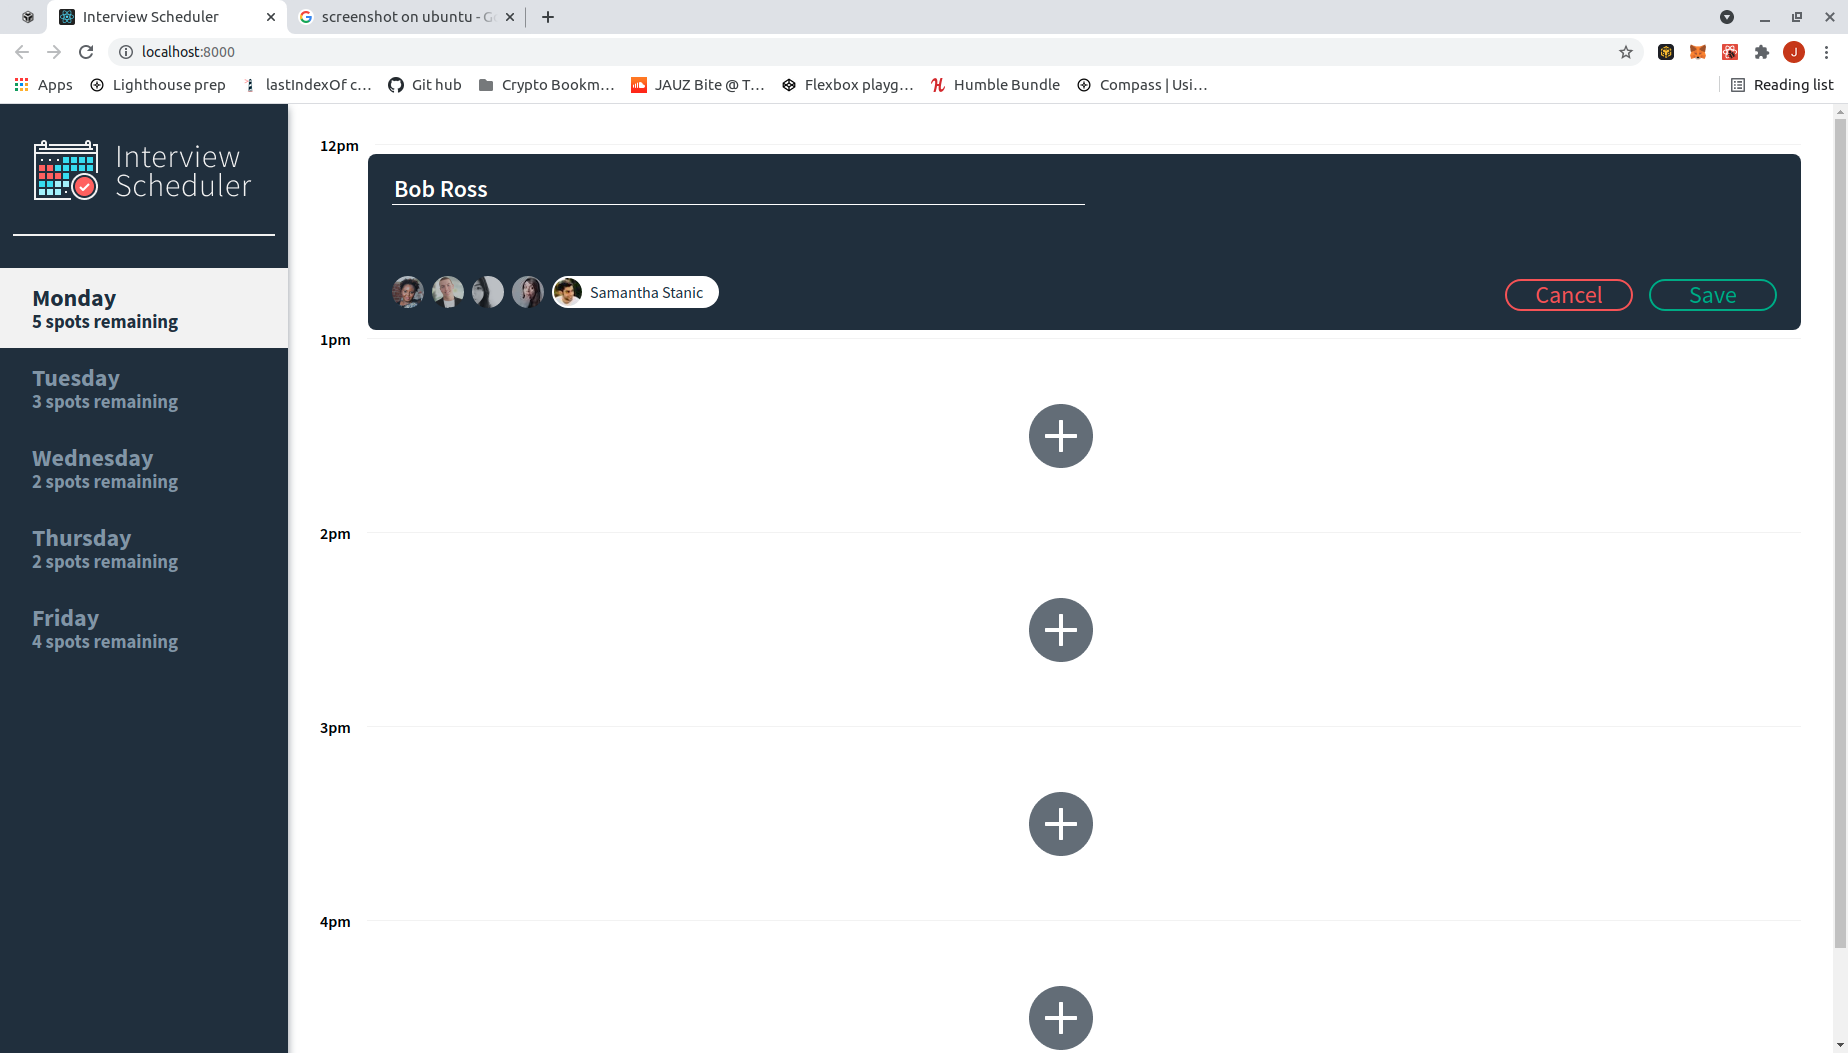 Interview Scheduler
screenshot on ubuntu - G
localhost:8000
J
Apps
Lighthouse prep
lastIndexOf c...
Git hub
Crypto Bookm...
JAUZ Bite @ T...
Flexbox playg...
Humble Bundle
Compass | Usi...
Reading list
Interview
Scheduler
Monday
5 spots remaining
Tuesday
3 spots remaining
Wednesday
2 spots remaining
Thursday
2 spots remaining
Friday
4 spots remaining
12pm
Bob Ross
Samantha Stanic
Cancel
Save
1pm
2pm
3pm
4pm